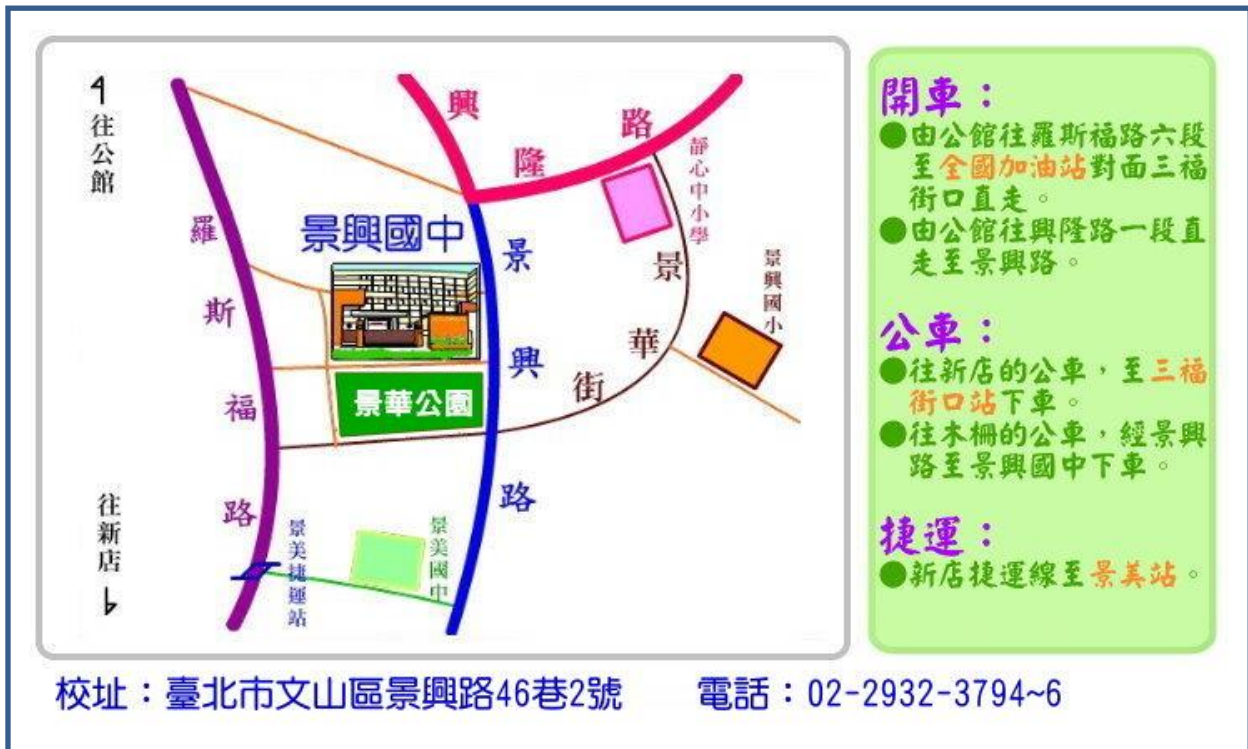 往公館
往新店
羅斯福路
興隆路
景興路
景華街
景興國中
景華公園
靜心中小學
景興國小
景美捷運站
景美國中
開車：
●由公館往羅斯福路六段
至全國加油站對面三福
街口直走。
●由公館往興隆路一段直
走至景興路。
公車：
●往新店的公車，至三福
街口站下車。
●往木柵的公車，經景興
路至景興國中下車。
捷運：
●新店捷運線至景美站。
校址：臺北市文山區景興路46巷2號　電話：02-2932-3794~6